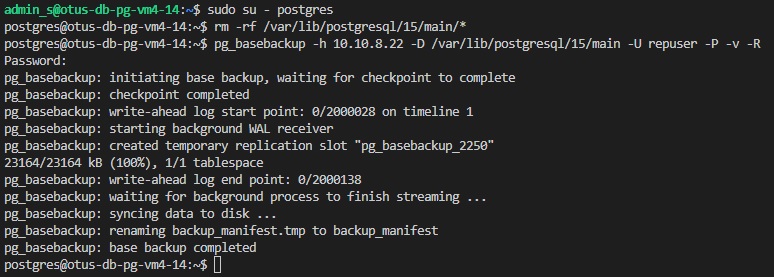 admin_s@otus-db-pg-vm4-14:~$ sudo su - postgres
postgres@otus-db-pg-vm4-14:~$ rm -rf /var/lib/postgresql/15/main/*
postgres@otus-db-pg-vm4-14:~$ pg_basebackup -h 10.10.8.22 -D /var/lib/postgresql/15/main -U repuser -P -v -R
Password:
pg_basebackup: initiating base backup, waiting for checkpoint to complete
pg_basebackup: checkpoint completed
pg_basebackup: write-ahead log start point: 0/2000028 on timeline 1
pg_basebackup: starting background WAL receiver
pg_basebackup: created temporary replication slot "pg_basebackup_2250"
23164/23164 kB (100%), 1/1 tablespace
pg_basebackup: write-ahead log end point: 0/2000138
pg_basebackup: waiting for background process to finish streaming ...
pg_basebackup: syncing data to disk ...
pg_basebackup: renaming backup_manifest.tmp to backup_manifest
pg_basebackup: base backup completed
postgres@otus-db-pg-vm4-14:~$